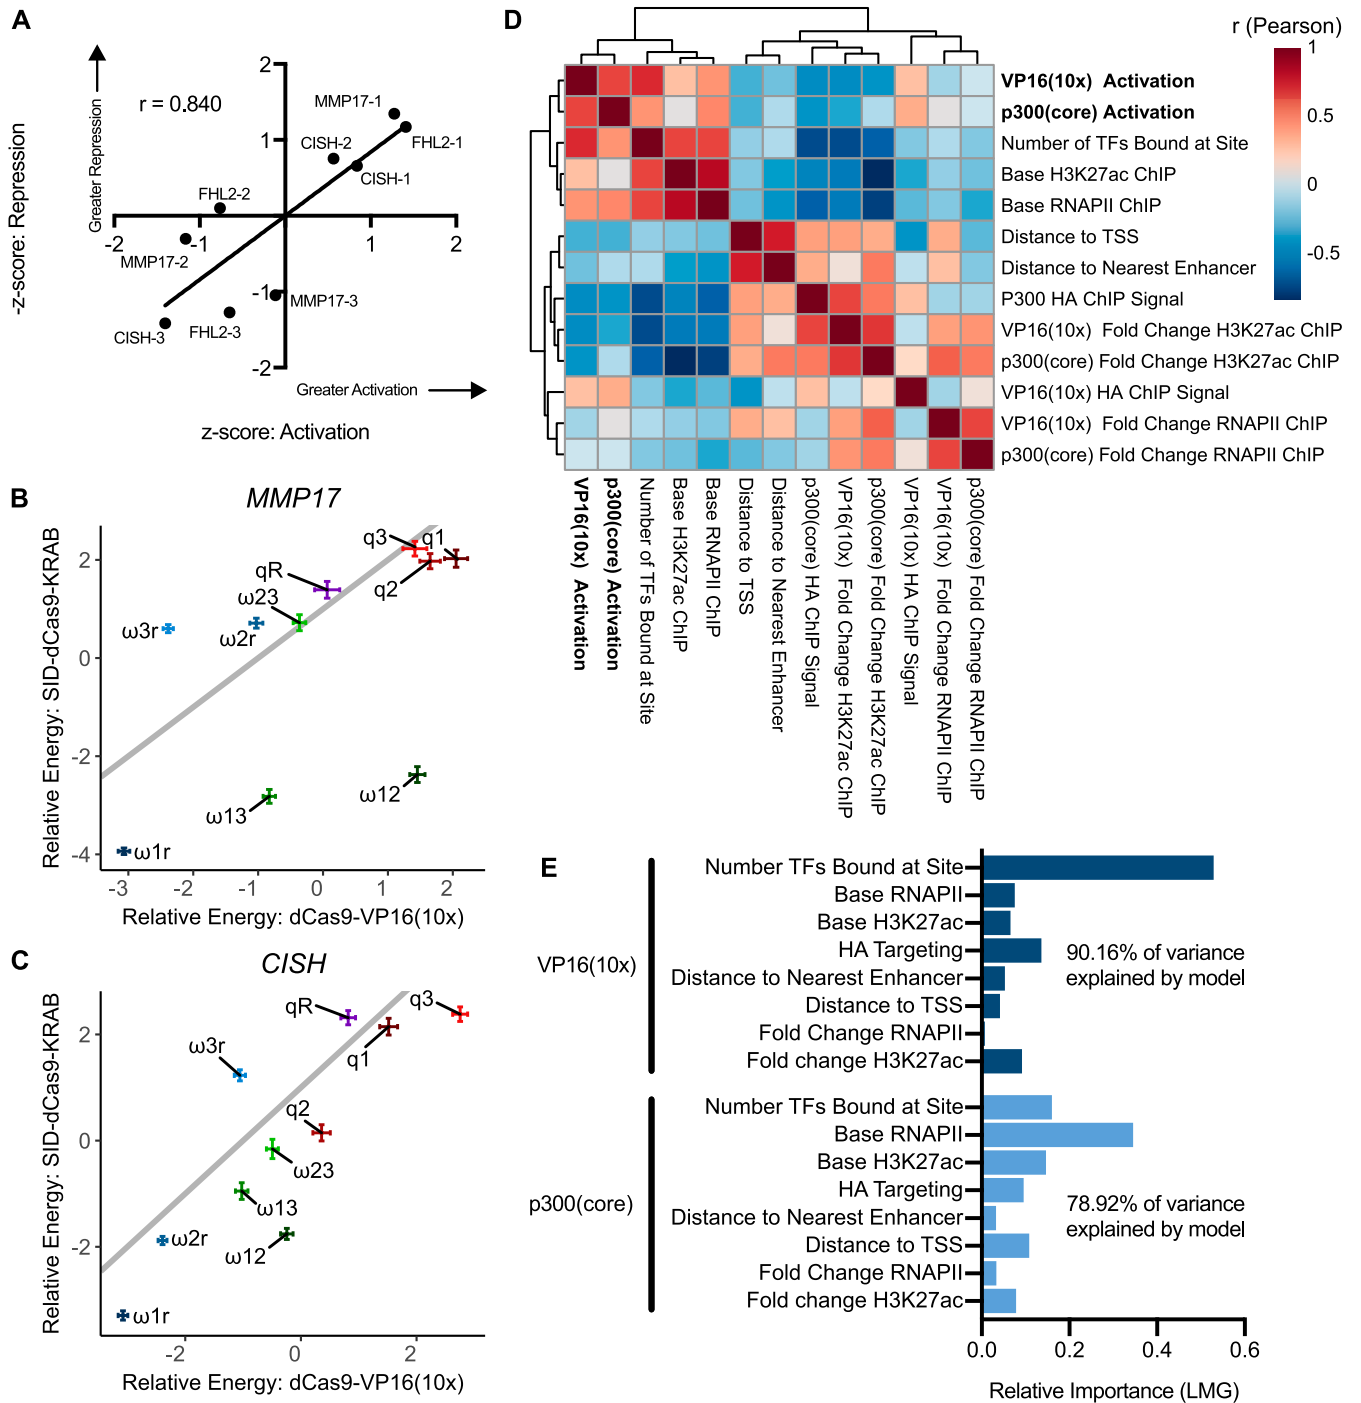 A
-z-score: Repression
Greater Repression
r = 0.840
2
1
-1
-2
-2
-1
1
2
MMP17-1
FHL2-1
CISH-2
CISH-1
FHL2-2
MMP17-2
MMP17-3
CISH-3
FHL2-3
Greater Activation
z-score: Activation
B
MMP17
Relative Energy: SID-dCas9-KRAB
2
0
-2
-4
q3
q1
q2
qR
ω23
ω3r
ω2r
ω13
ω12
ω1r
-3
-2
-1
0
1
2
Relative Energy: dCas9-VP16(10x)
C
CISH
Relative Energy: SID-dCas9-KRAB
2
0
-2
qR
q3
q1
ω3r
q2
ω23
ω13
ω2r
ω12
ω1r
-2
0
2
Relative Energy: dCas9-VP16(10x)
D
r (Pearson)
1
0.5
0
-0.5
VP16(10x) Activation
p300(core) Activation
Number of TFs Bound at Site
Base H3K27ac ChIP
Base RNAPII ChIP
Distance to TSS
Distance to Nearest Enhancer
P300 HA ChIP Signal
VP16(10x) Fold Change H3K27ac ChIP
p300(core) Fold Change H3K27ac ChIP
VP16(10x) HA ChIP Signal
VP16(10x) Fold Change RNAPII ChIP
p300(core) Fold Change RNAPII ChIP
VP16(10x) Activation
p300(core) Activation
Number of TFs Bound at Site
Base H3K27ac ChIP
Base RNAPII ChIP
Distance to TSS
Distance to Nearest Enhancer
p300(core) HA ChIP Signal
VP16(10x) Fold Change H3K27ac ChIP
p300(core) Fold Change H3K27ac ChIP
VP16(10x) HA ChIP Signal
VP16(10x) Fold Change RNAPII ChIP
p300(core) Fold Change RNAPII ChIP
E
VP16(10x)
Number TFs Bound at Site
Base RNAPII
Base H3K27ac
HA Targeting
Distance to Nearest Enhancer
Distance to TSS
Fold Change RNAPII
Fold change H3K27ac
90.16% of variance
explained by model
p300(core)
Number TFs Bound at Site
Base RNAPII
Base H3K27ac
HA Targeting
Distance to Nearest Enhancer
Distance to TSS
Fold Change RNAPII
Fold change H3K27ac
78.92% of variance
explained by model
0.0
0.2
0.4
0.6
Relative Importance (LMG)